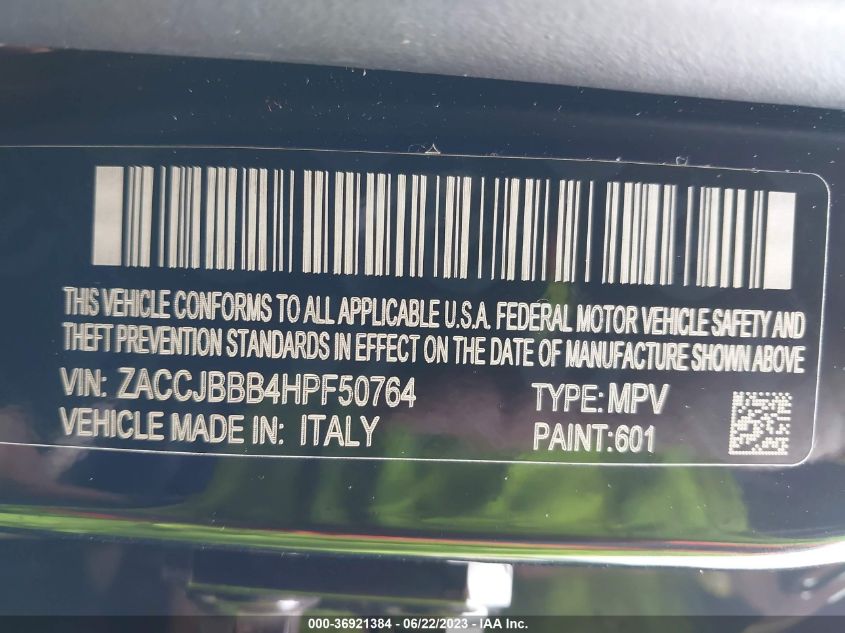 THIS VEHICLE CONFORMS TO ALL APPLICABLE U.S.A. FEDERAL MOTOR VEHICLE SAFETY AND
THEFT PREVENTION STANDARDS IN EFFECT ON THE DATE OF MANUFACTURE SHOWN ABOVE
VIN: ZACCJBBB4HPF50764 TYPE: MPV
VEHICLE MADE IN: ITALY PAINT:601
000-36921384 - 06/22/2023 - IAA Inc.